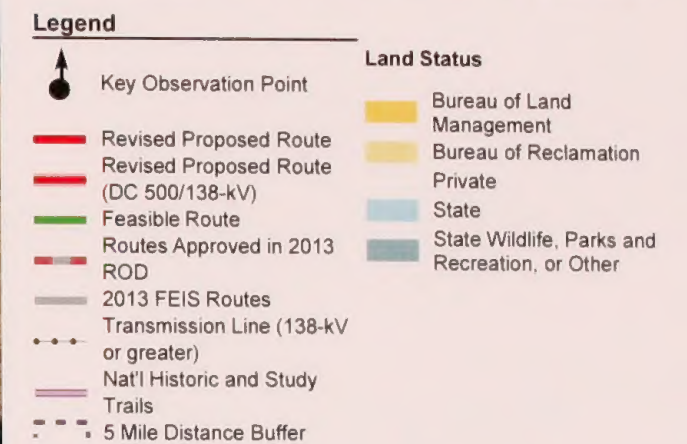 Legend
Key Observation Point
Revised Proposed Route
Revised Proposed Route
(DC 500/138-kV)
Feasible Route
Routes Approved in 2013
ROD
2013 FEIS Routes
Transmission Line (138-kV
or greater)
Nat'l Historic and Study
Trails
5 Mile Distance Buffer
Land Status
Bureau of Land
Management
Bureau of Reclamation
Private
State
State Wildlife, Parks and
Recreation, or Other